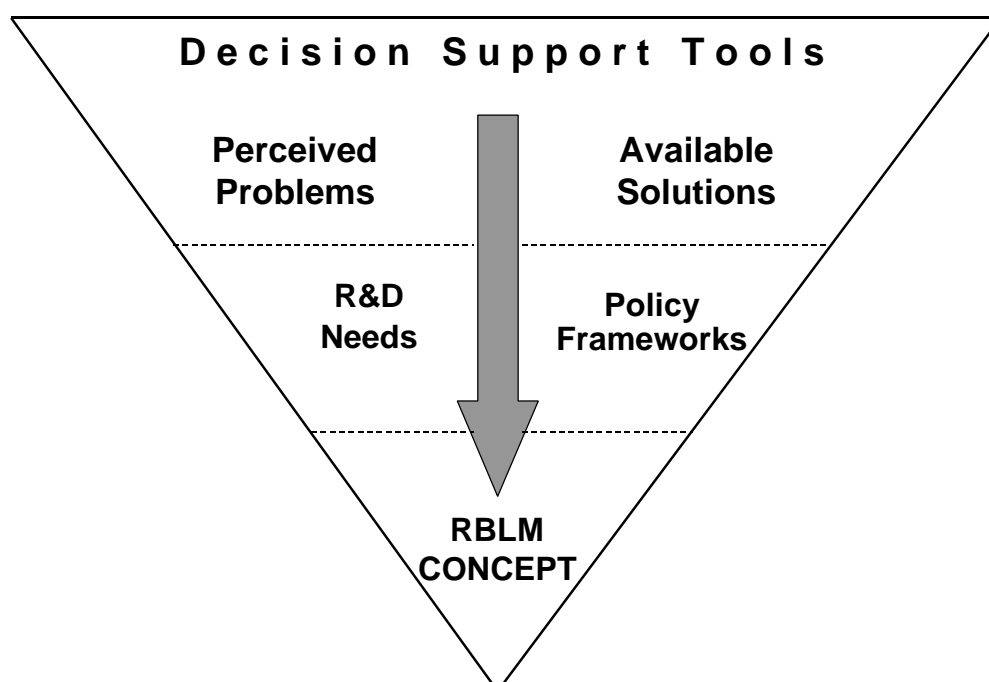 Decision Support Tools
Perceived
Problems
Available
Solutions
R&D
Needs
Policy
Frameworks
RBLM
CONCEPT